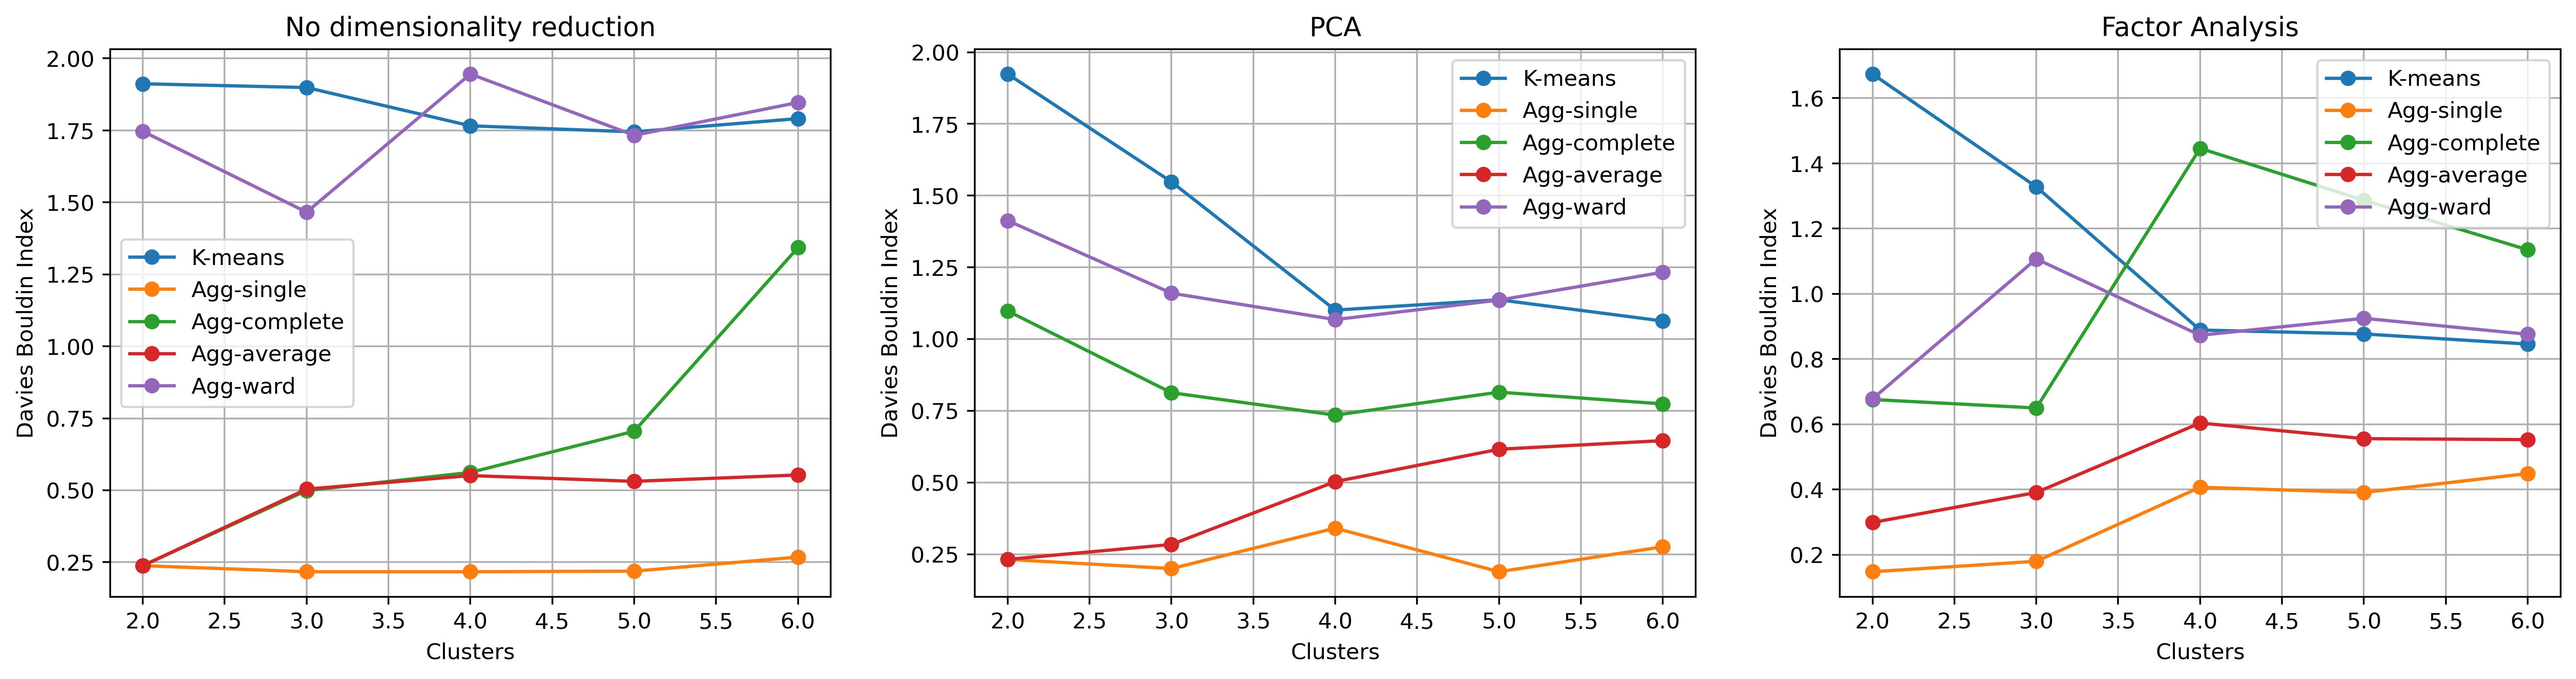 No dimensionality reduction
Davies Bouldin Index
2.00
1.75
1.50
1.25
1.00
0.75
0.50
0.25
K-means
Agg-single
Agg-complete
Agg-average
Agg-ward
2.0 2.5 3.0 3.5 4.0 4.5 5.0 5.5 6.0
Clusters
PCA
Davies Bouldin Index
2.00
1.75
1.50
1.25
1.00
0.75
0.50
0.25
K-means
Agg-single
Agg-complete
Agg-average
Agg-ward
2.0 2.5 3.0 3.5 4.0 4.5 5.0 5.5 6.0
Clusters
Factor Analysis
Davies Bouldin Index
1.6
1.4
1.2
1.0
0.8
0.6
0.4
0.2
K-means
Agg-single
Agg-complete
Agg-average
Agg-ward
2.0 2.5 3.0 3.5 4.0 4.5 5.0 5.5 6.0
Clusters